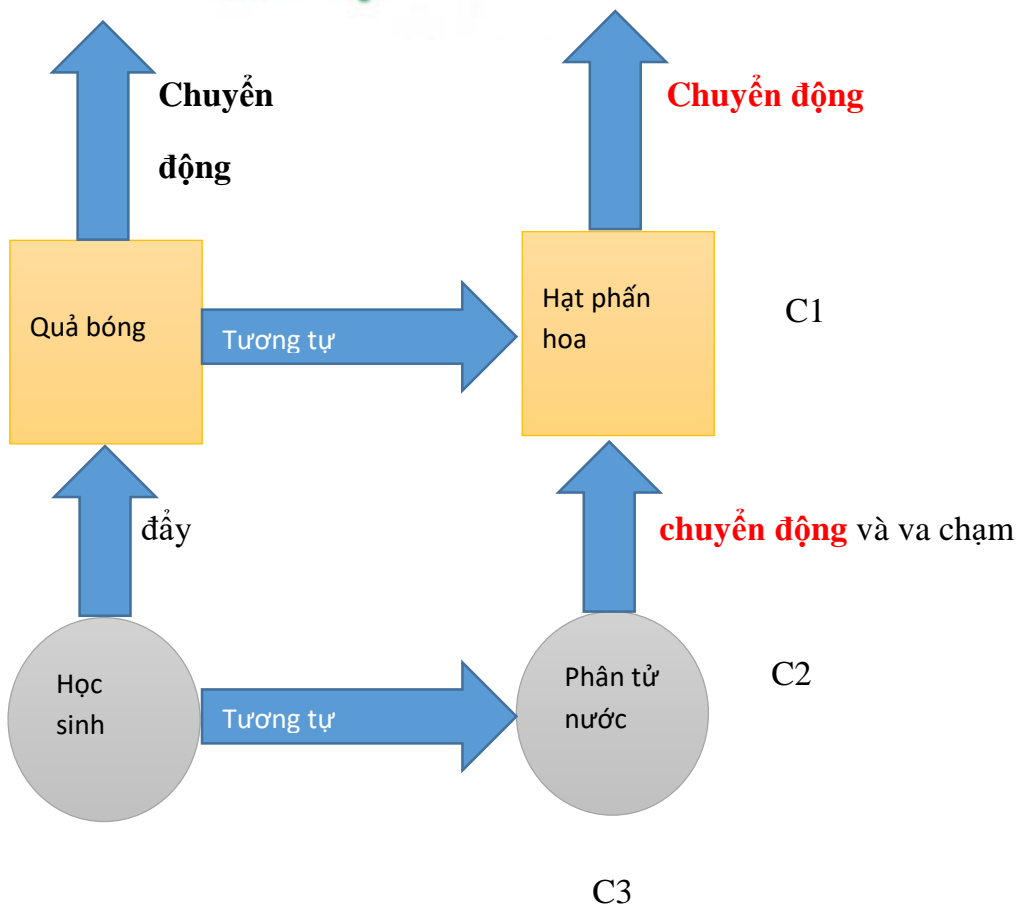 Chuyển
động
Chuyển động
Quả bóng
Tương tự
Hạt phấn
hoa
C1
đẩy
chuyển động và va chạm
Học
sinh
Tương tự
Phân tử
nước
C2
C3